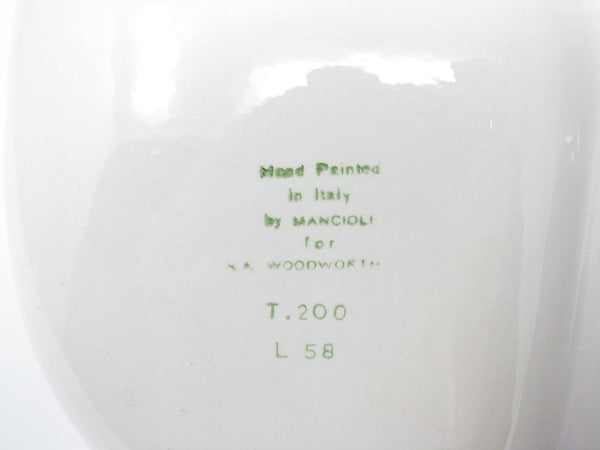 Hand Painted
in Italy
by MANCIOLI
for
WOODWORTH
T.200
L 58